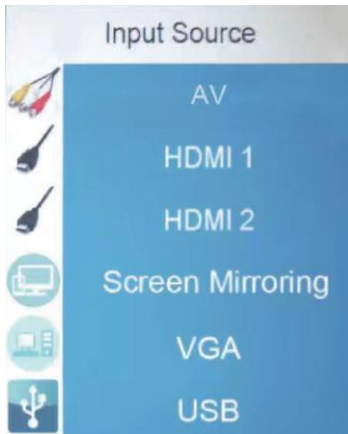 Input Source
AV
HDMI 1
HDMI 2
Screen Mirroring
VGA
USB